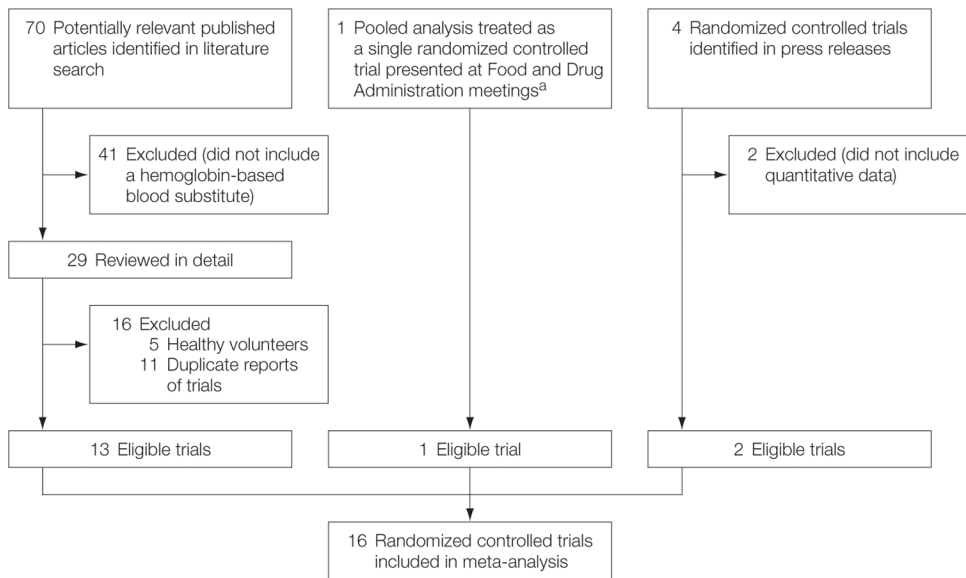 70 Potentially relevant published
articles identified in literature
search
1 Pooled analysis treated as
a single randomized controlled
trial presented at Food and Drug
Administration meetingsa
4 Randomized controlled trials
identified in press releases
41 Excluded (did not include
a hemoglobin-based
blood substitute)
2 Excluded (did not include
quantitative data)
29 Reviewed in detail
16 Excluded
5 Healthy volunteers
11 Duplicate reports
of trials
13 Eligible trials
1 Eligible trial
2 Eligible trials
16 Randomized controlled trials
included in meta-analysis